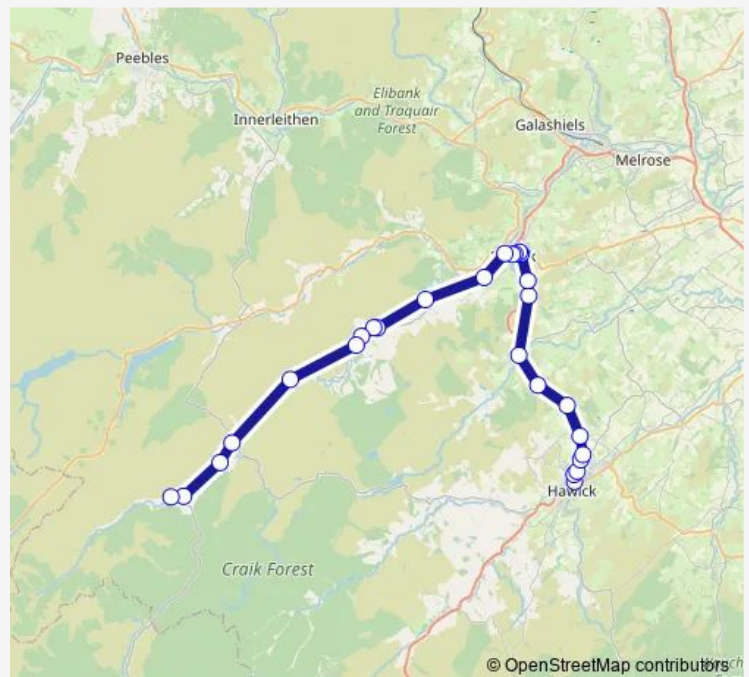 Peebles
Innerleithen
Elibank
and Traquair
Forest
Galashiels
Melrose
Hawick
Craik Forest
© OpenStreetMap contributors